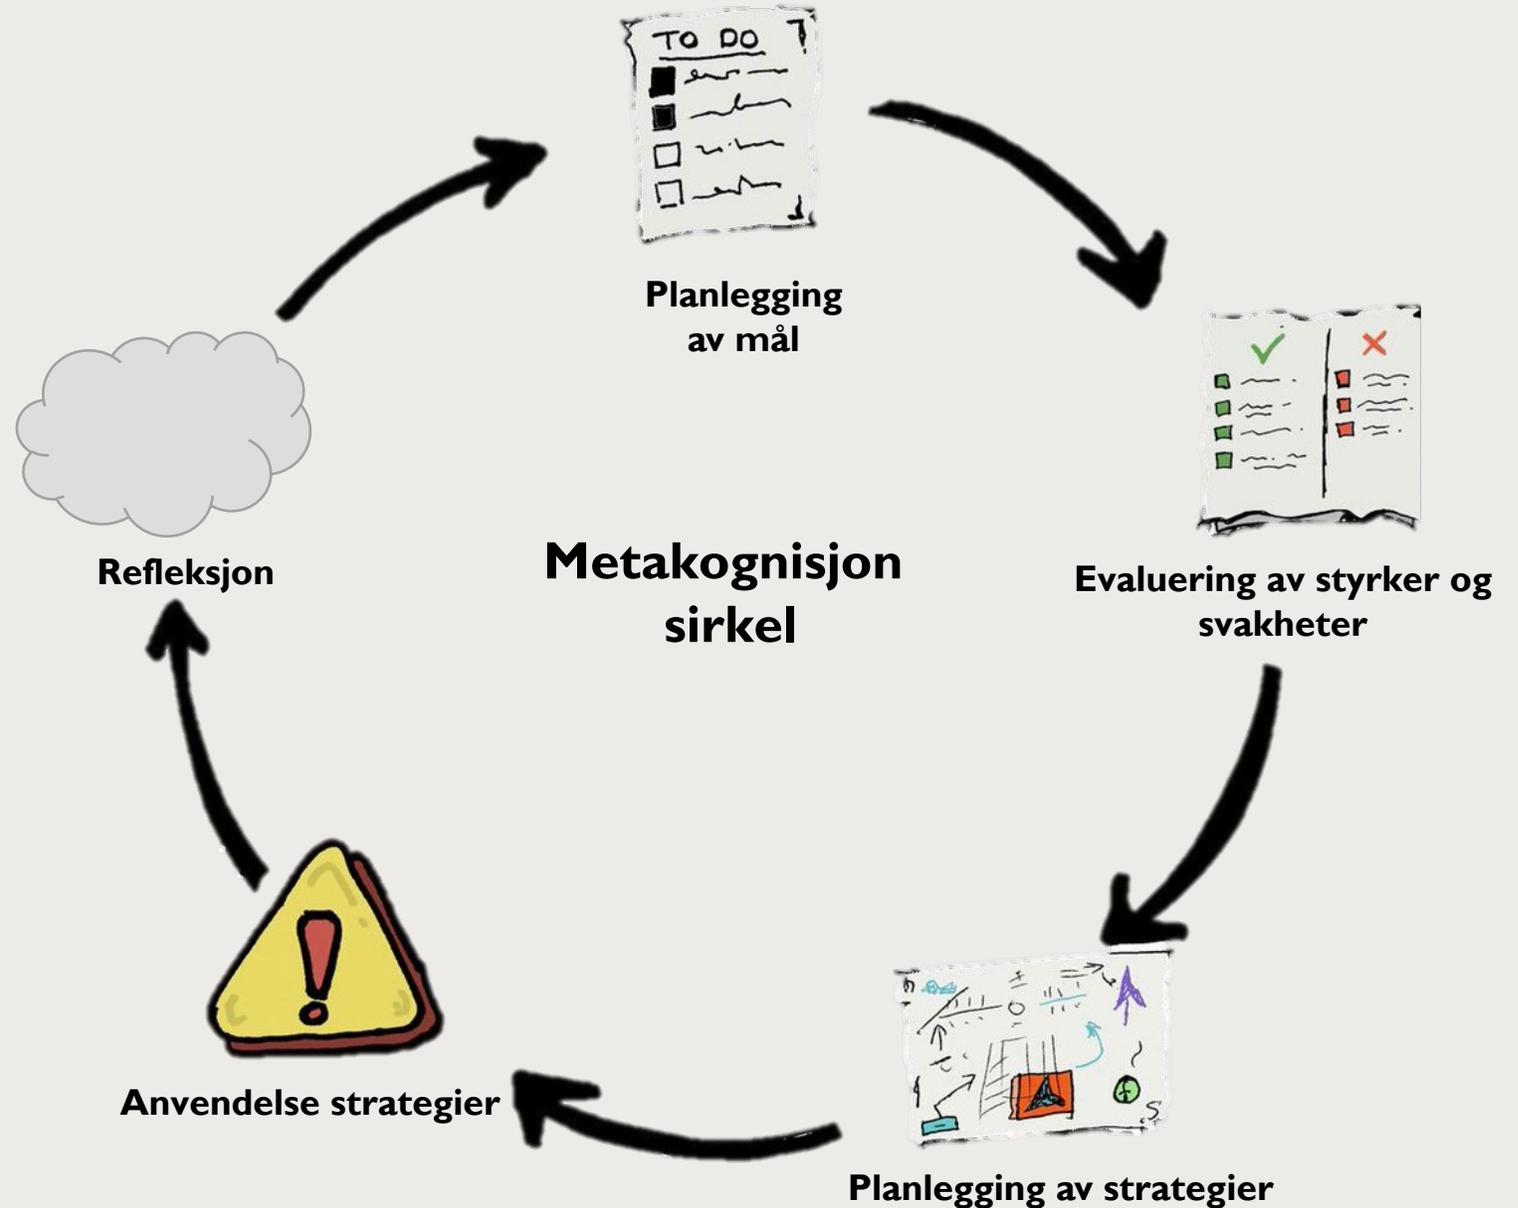 TO DO
Planlegging
av mål
Evaluering av styrker og
svakheter
Planlegging av strategier
Anvendelse strategier
Refleksjon
Metakognisjon
sirkel